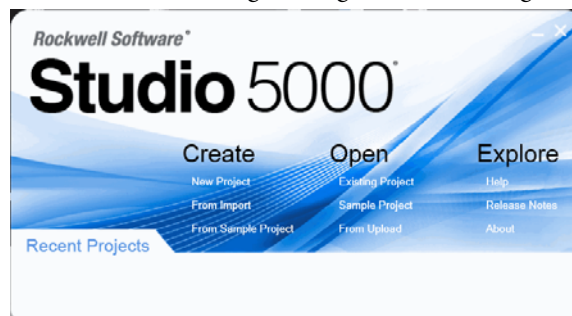 Rockwell Software®
Studio 5000®
Create
New Project
From Import
From Sample Project
Open
Existing Project
Sample Project
From Upload
Explore
Help
Release Notes
About
Recent Projects